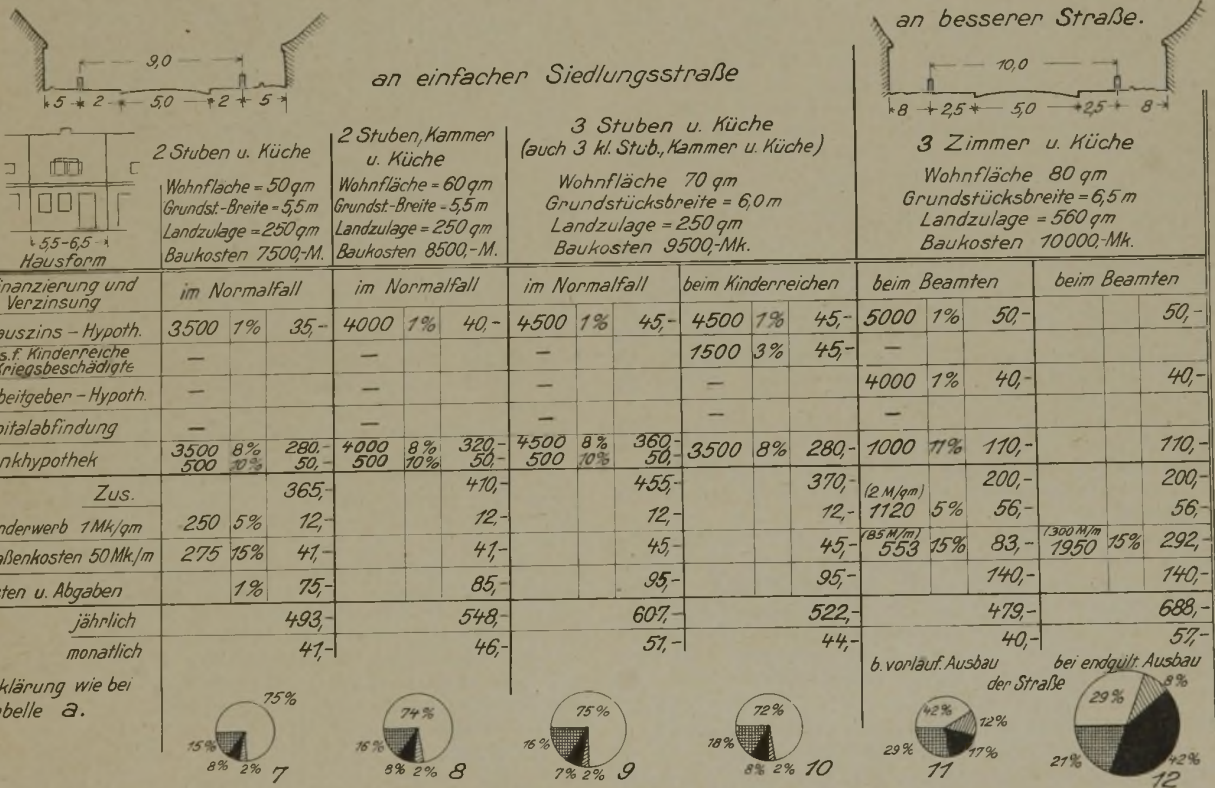 an besserer Straße.
9,0
5 2 5,0 2 5
an einfacher Siedlungsstraße
10,0
8 2,5 5,0 2,5 8
5,5-6,5
Hausform
2 Stuben u. Küche
Wohnfläche = 50 qm
Grundst.-Breite = 5,5 m
Landzulage = 250 qm
Baukosten 7500,-M.
2 Stuben, Kammer
u. Küche
Wohnfläche = 60 qm
Grundst.-Breite = 5,5 m
Landzulage = 250 qm
Baukosten 8500,-M.
3 Stuben u. Küche
(auch 3 kl. Stub., Kammer u. Küche)
Wohnfläche 70 qm
Grundstücksbreite = 6,0 m
Landzulage = 250 qm
Baukosten 9500,-Mk.
3 Zimmer u. Küche
Wohnfläche 80 qm
Grundstücksbreite = 6,5 m
Landzulage = 560 qm
Baukosten 10000,-Mk.
inanzierung und
Verzinsung
im Normalfall im Normalfall im Normalfall beim Kinderreichen beim Beamten beim Beamten
auszins - Hypoth. 3500 1% 35,- 4000 1% 40,- 4500 1% 45,- 4500 1% 45,- 5000 1% 50,- 50,-
s.f. Kinderreiche
Kriegsbeschädigte
— — — 1500 3% 45,- —
beitgeber - Hypoth. — — — — 4000 1% 40,- 40,-
pitalabfindung — — — — —
nkhypothek 3500 8% 280,- 4000 8% 320,- 4500 8% 360,- 3500 8% 280,- 1000 11% 110,- 110,-
500 10% 50,- 500 10% 50,- 500 10% 50,-
Zus. 365,- 410,- 455,- 370,- 200,- 200,-
nderwerb 1 Mk/qm 250 5% 12,- 12,- 12,- 12,- (2 M/qm) 1120 5% 56,- 56,-
aßenkosten 50 Mk./m 275 15% 41,- 41,- 45,- 45,- (85 M/m) 553 15% 83,- (300 M/m 1950 15% 292,-
sten u. Abgaben 1% 75,- 85,- 95,- 95,- 140,- 140,-
jährlich 493,- 548,- 607,- 522,- 479,- 688,-
monatlich 41,- 46,- 51,- 44,- 40,- 57,-
b. vorläuf. Ausbau bei endgült. Ausbau
der Straße
klärung wie bei
belle a.
75% 15% 8% 2% 7
74% 16% 8% 2% 8
75% 16% 7% 2% 9
72% 18% 8% 2% 10
42% 12% 29% 17% 11
29% 8% 21% 42% 12